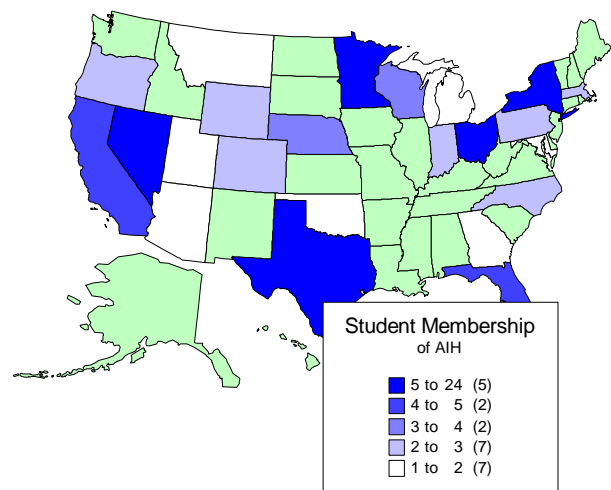 Student Membership
of AIH
5 to 24 (5)
4 to 5 (2)
3 to 4 (2)
2 to 3 (7)
1 to 2 (7)